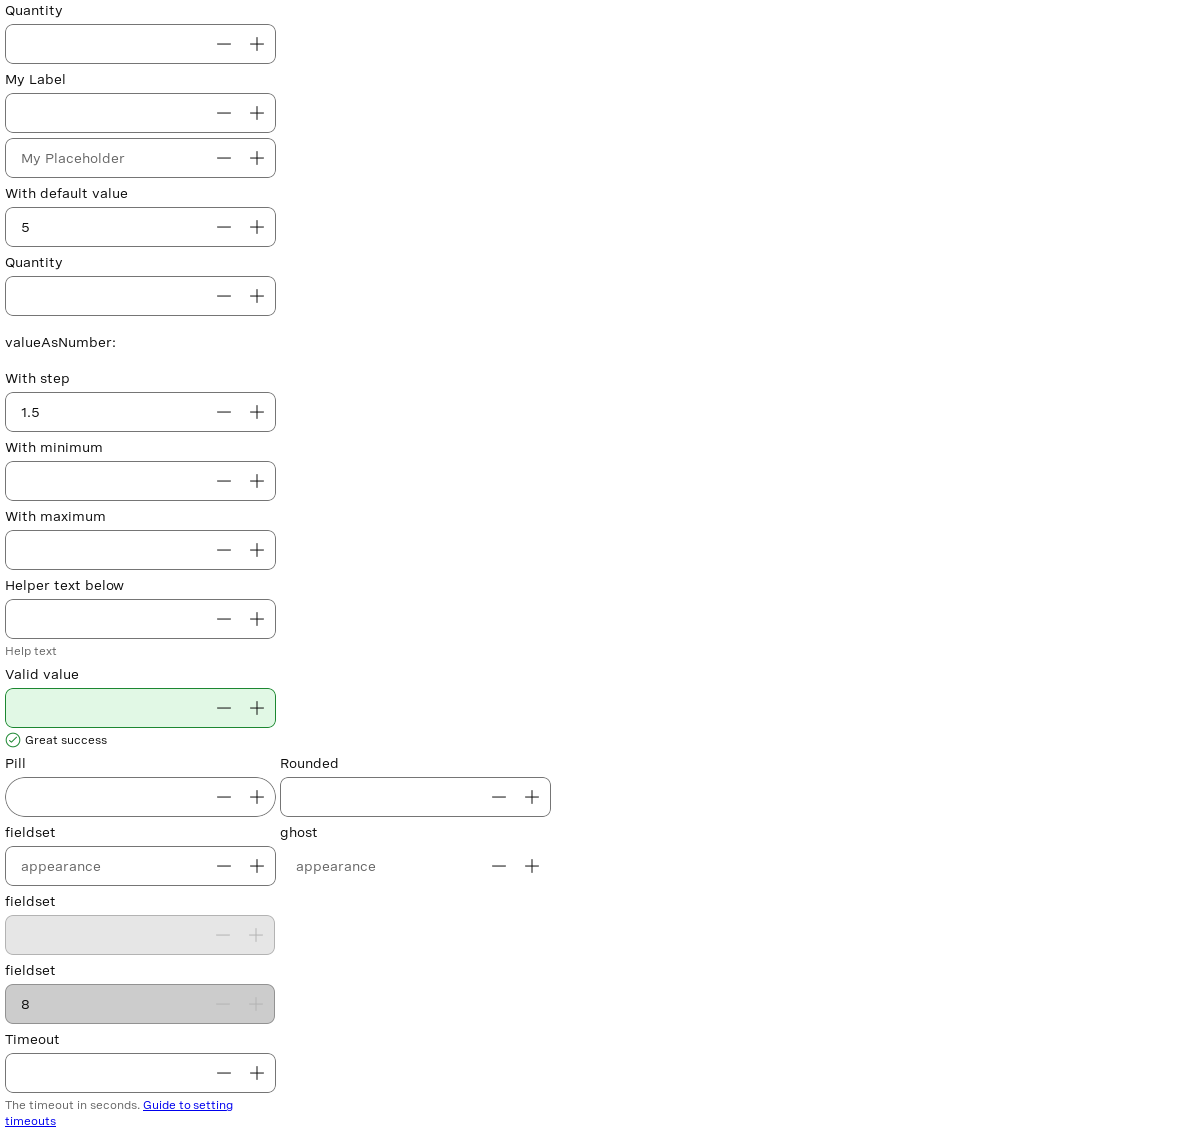 Quantity
My Label
My Placeholder
With default value
5
Quantity
valueAsNumber:
With step
1.5
With minimum
With maximum
Helper text below
Help text
Valid value
Great success
Pill
Rounded
fieldset
ghost
appearance
appearance
fieldset
fieldset
8
Timeout
The timeout in seconds. Guide to setting
timeouts